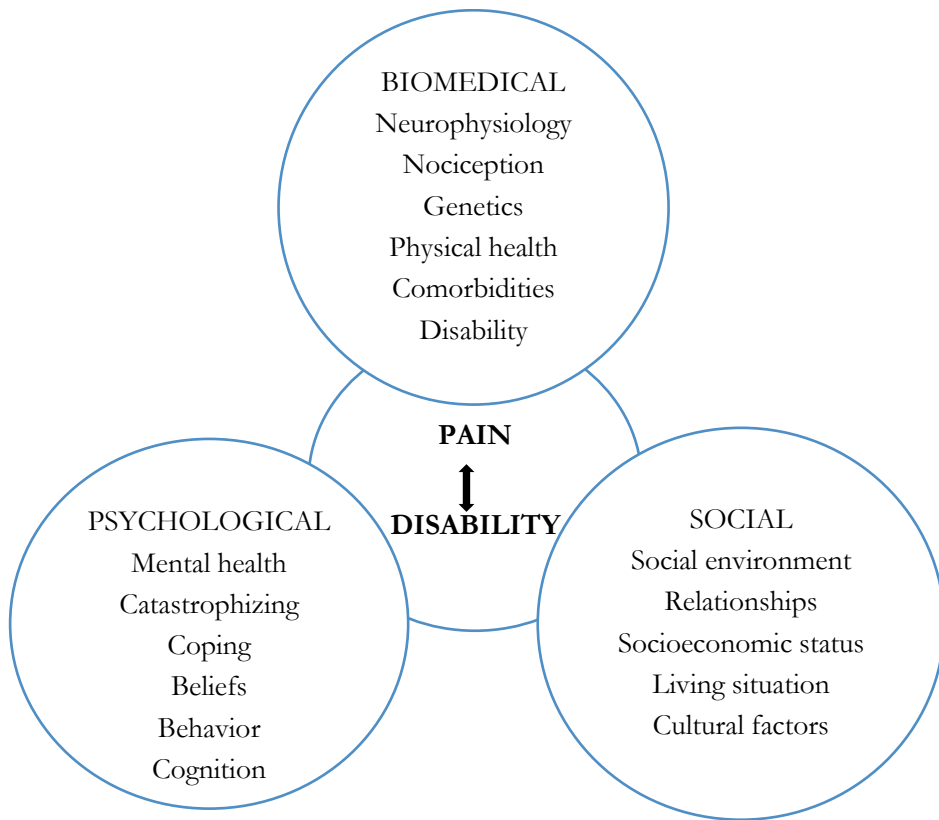 BIOMEDICAL
Neurophysiology
Nociception
Genetics
Physical health
Comorbidities
Disability
PAIN
DISABILITY
PSYCHOLOGICAL
Mental health
Catastrophizing
Coping
Beliefs
Behavior
Cognition
SOCIAL
Social environment
Relationships
Socioeconomic status
Living situation
Cultural factors